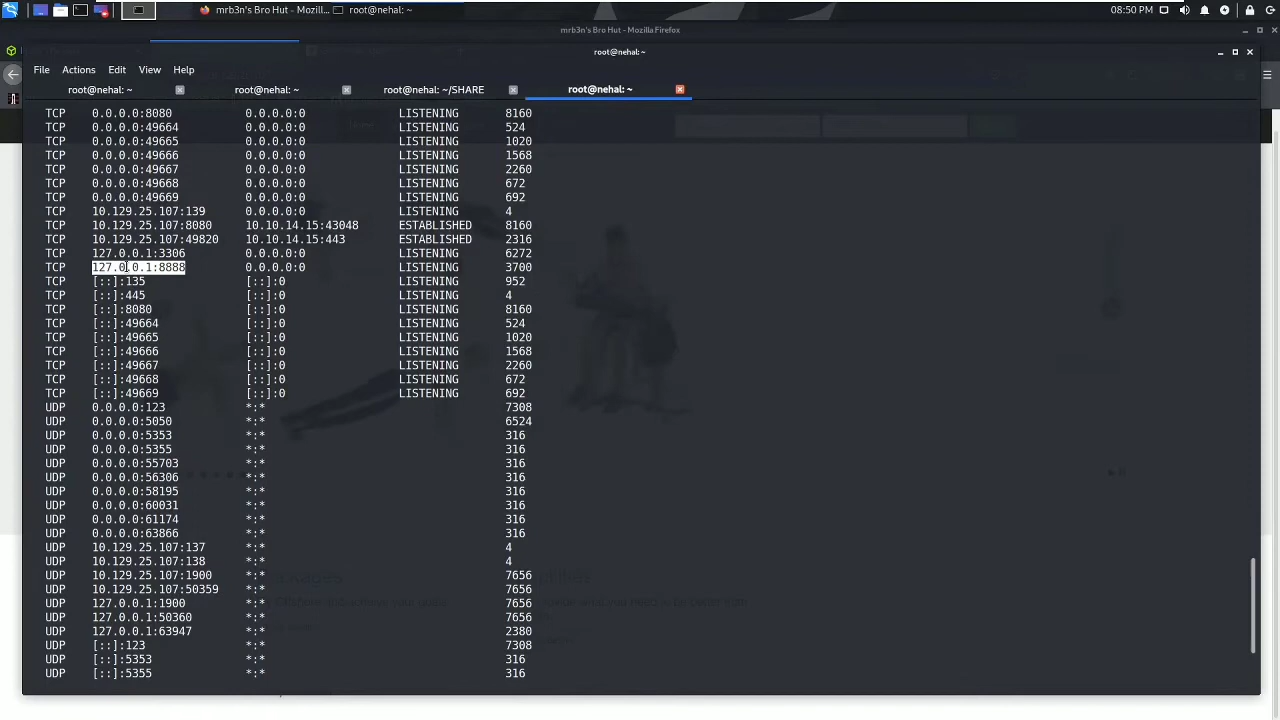 mrb3n's Bro Hut - Mozill...
root@nehal: ~
08:50 PM
mrb3n's Bro Hut - Mozilla Firefox
root@nehal: ~
File Actions Edit View Help
root@nehal: ~ root@nehal: ~ root@nehal: ~/SHARE root@nehal: ~
TCP 0.0.0.0:8080 0.0.0.0:0 LISTENING 8160
TCP 0.0.0.0:49664 0.0.0.0:0 LISTENING 524
TCP 0.0.0.0:49665 0.0.0.0:0 LISTENING 1020
TCP 0.0.0.0:49666 0.0.0.0:0 LISTENING 1568
TCP 0.0.0.0:49667 0.0.0.0:0 LISTENING 2260
TCP 0.0.0.0:49668 0.0.0.0:0 LISTENING 672
TCP 0.0.0.0:49669 0.0.0.0:0 LISTENING 692
TCP 10.129.25.107:139 0.0.0.0:0 LISTENING 4
TCP 10.129.25.107:8080 10.10.14.15:43048 ESTABLISHED 8160
TCP 10.129.25.107:49820 10.10.14.15:443 ESTABLISHED 2316
TCP 127.0.0.1:3306 0.0.0.0:0 LISTENING 6272
TCP 127.0.0.1:8888 0.0.0.0:0 LISTENING 3700
TCP [::]:135 [::]:0 LISTENING 952
TCP [::]:445 [::]:0 LISTENING 4
TCP [::]:8080 [::]:0 LISTENING 8160
TCP [::]:49664 [::]:0 LISTENING 524
TCP [::]:49665 [::]:0 LISTENING 1020
TCP [::]:49666 [::]:0 LISTENING 1568
TCP [::]:49667 [::]:0 LISTENING 2260
TCP [::]:49668 [::]:0 LISTENING 672
TCP [::]:49669 [::]:0 LISTENING 692
UDP 0.0.0.0:123 *:* 7308
UDP 0.0.0.0:5050 *:* 6524
UDP 0.0.0.0:5353 *:* 316
UDP 0.0.0.0:5355 *:* 316
UDP 0.0.0.0:55703 *:* 316
UDP 0.0.0.0:56306 *:* 316
UDP 0.0.0.0:58195 *:* 316
UDP 0.0.0.0:60031 *:* 316
UDP 0.0.0.0:61174 *:* 316
UDP 0.0.0.0:63866 *:* 316
UDP 10.129.25.107:137 *:* 4
UDP 10.129.25.107:138 *:* 4
UDP 10.129.25.107:1900 *:* 7656
UDP 10.129.25.107:50359 *:* 7656
UDP 127.0.0.1:1900 *:* 7656
UDP 127.0.0.1:50360 *:* 7656
UDP 127.0.0.1:63947 *:* 2380
UDP [::]:123 *:* 7308
UDP [::]:5353 *:* 316
UDP [::]:5355 *:* 316